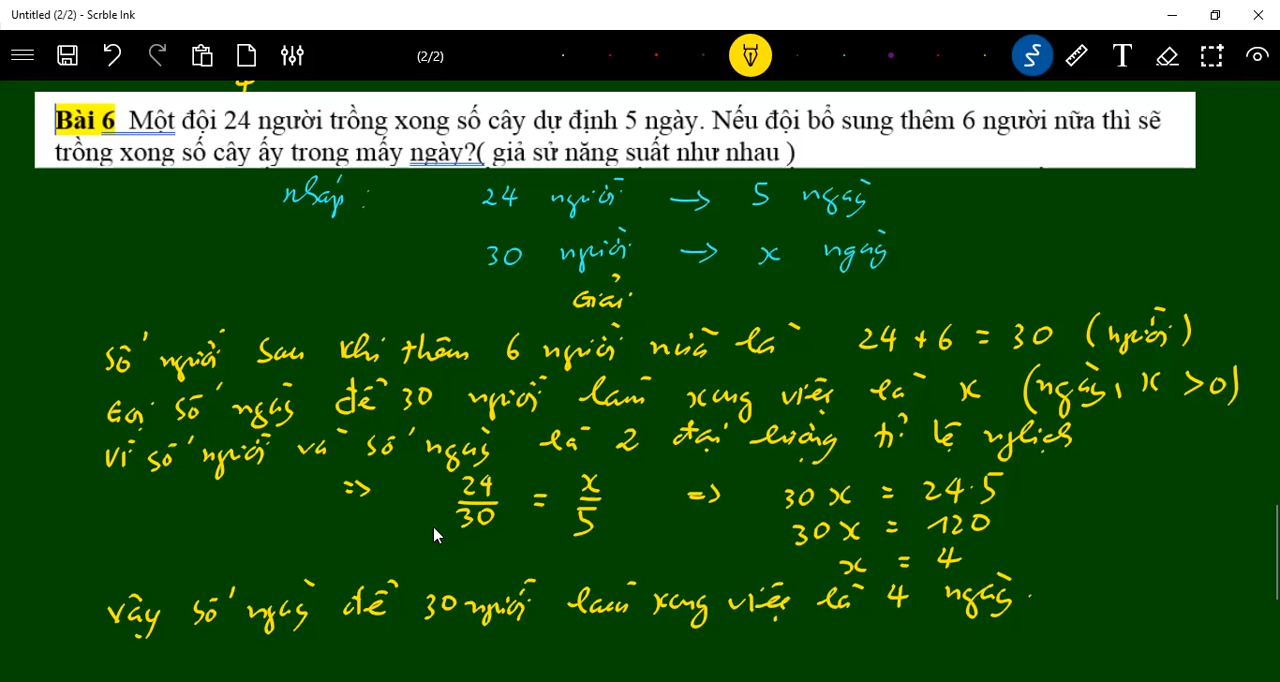 Untitled (2/2) - Scrble Ink
(2/2)
T
Bài 6 Một đội 24 người trồng xong số cây dự định 5 ngày. Nếu đội bổ sung thêm 6 người nữa thì sẽ
trồng xong số cây ấy trong mấy ngày?( giả sử năng suất như nhau )
nháp : 24 người → 5 ngày
30 người → x ngày
Giải
Số người sau khi thêm 6 người nữa là 24 + 6 = 30 (người)
Gọi số ngày để 30 người làm xong việc là x (ngày, x > 0)
Vì số người và số ngày là 2 đại lượng tỉ lệ nghịch
=> 24/30 = x/5 => 30x = 24.5
30x = 120
x = 4
Vậy số ngày để 30 người làm xong việc là 4 ngày.